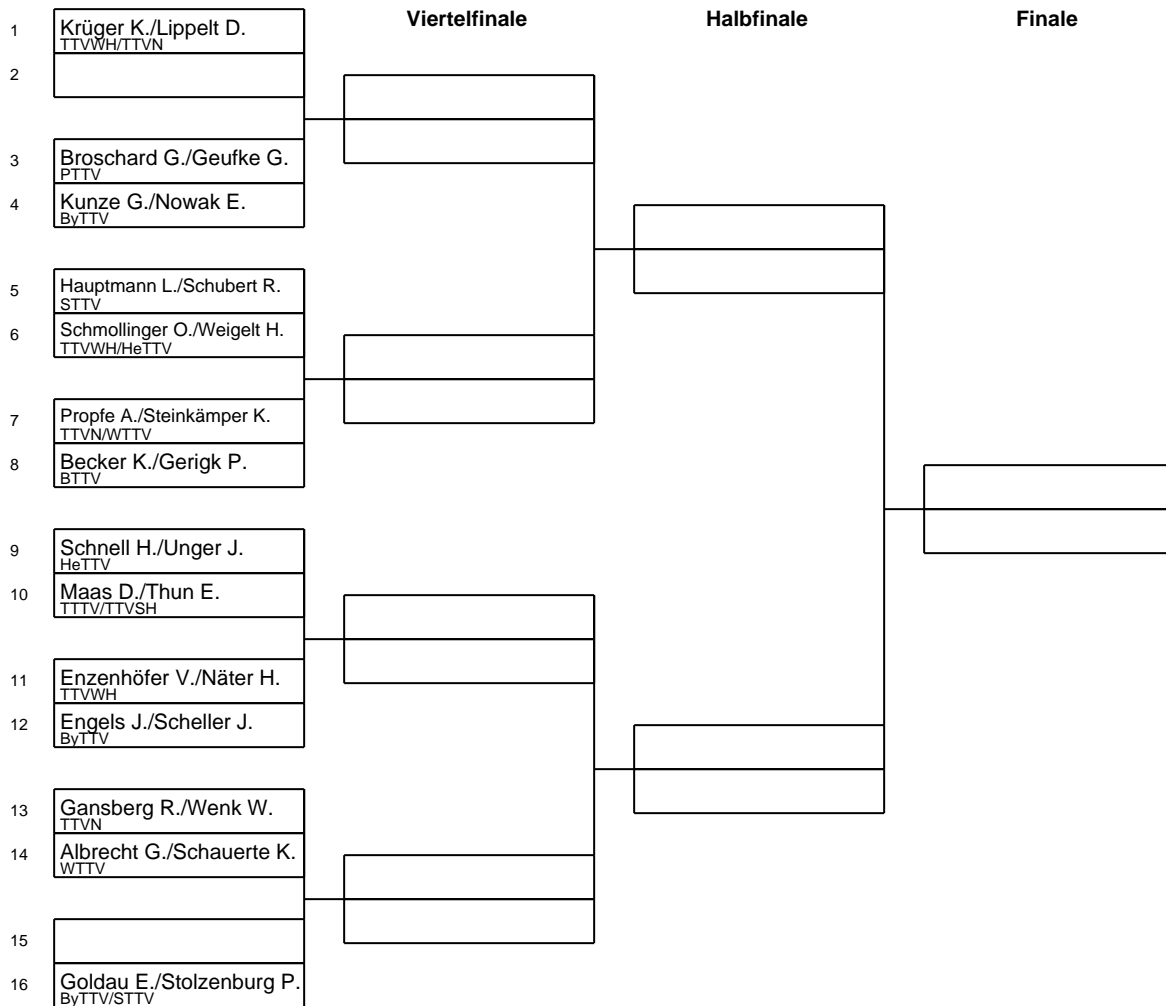 Viertelfinale Halbfinale Finale
1 Krüger K./Lippelt D.
TTVWH/TTVN
2
3 Broschard G./Geufke G.
PTTV
4 Kunze G./Nowak E.
ByTTV
5 Hauptmann L./Schubert R.
STTV
6 Schmollinger O./Weigelt H.
TTVWH/HeTTV
7 Propfe A./Steinkämper K.
TTVN/WTTV
8 Becker K./Gerigk P.
BTTV
9 Schnell H./Unger J.
HeTTV
10 Maas D./Thun E.
TTTV/TTVSH
11 Enzenhöfer V./Näter H.
TTVWH
12 Engels J./Scheller J.
ByTTV
13 Gansberg R./Wenk W.
TTVN
14 Albrecht G./Schauerte K.
WTTV
15
16 Goldau E./Stolzenburg P.
ByTTV/STTV